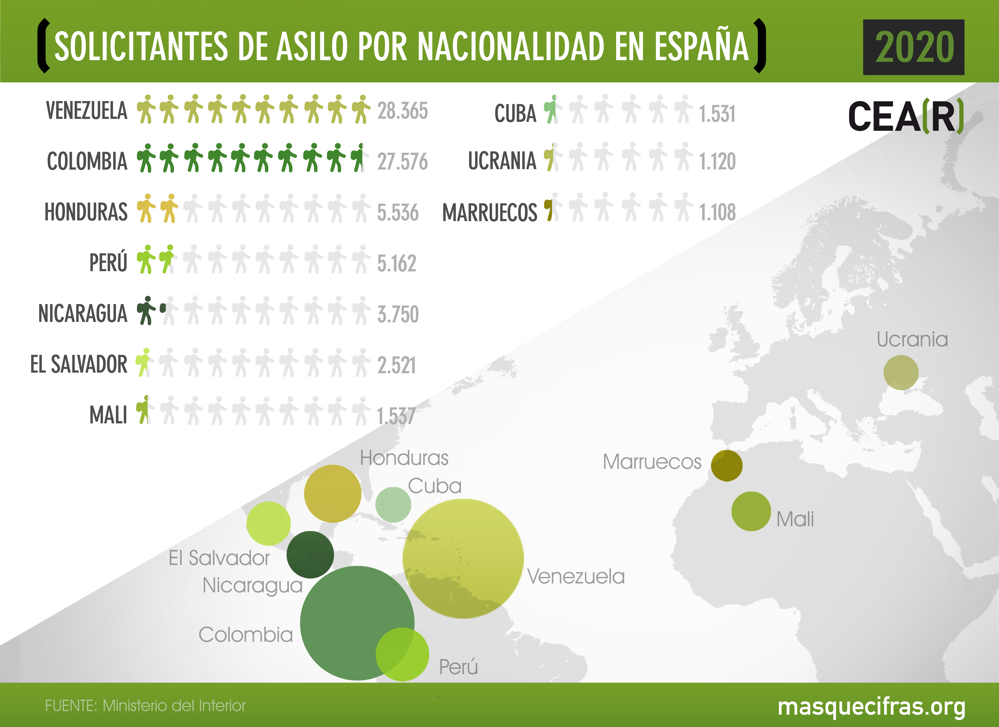 (SOLICITANTES DE ASILO POR NACIONALIDAD EN ESPAÑA)
2020
VENEZUELA 28.365
COLOMBIA 27.576
HONDURAS 5.536
PERÚ 5.162
NICARAGUA 3.750
EL SALVADOR 2.521
MALI 1.537
CUBA 1.531
UCRANIA 1.120
MARRUECOS 1.108
CEA(R)
Ucrania
Honduras
Marruecos
Cuba
Mali
El Salvador
Venezuela
Nicaragua
Colombia
Perú
FUENTE: Ministerio del Interior
masquecifras.org